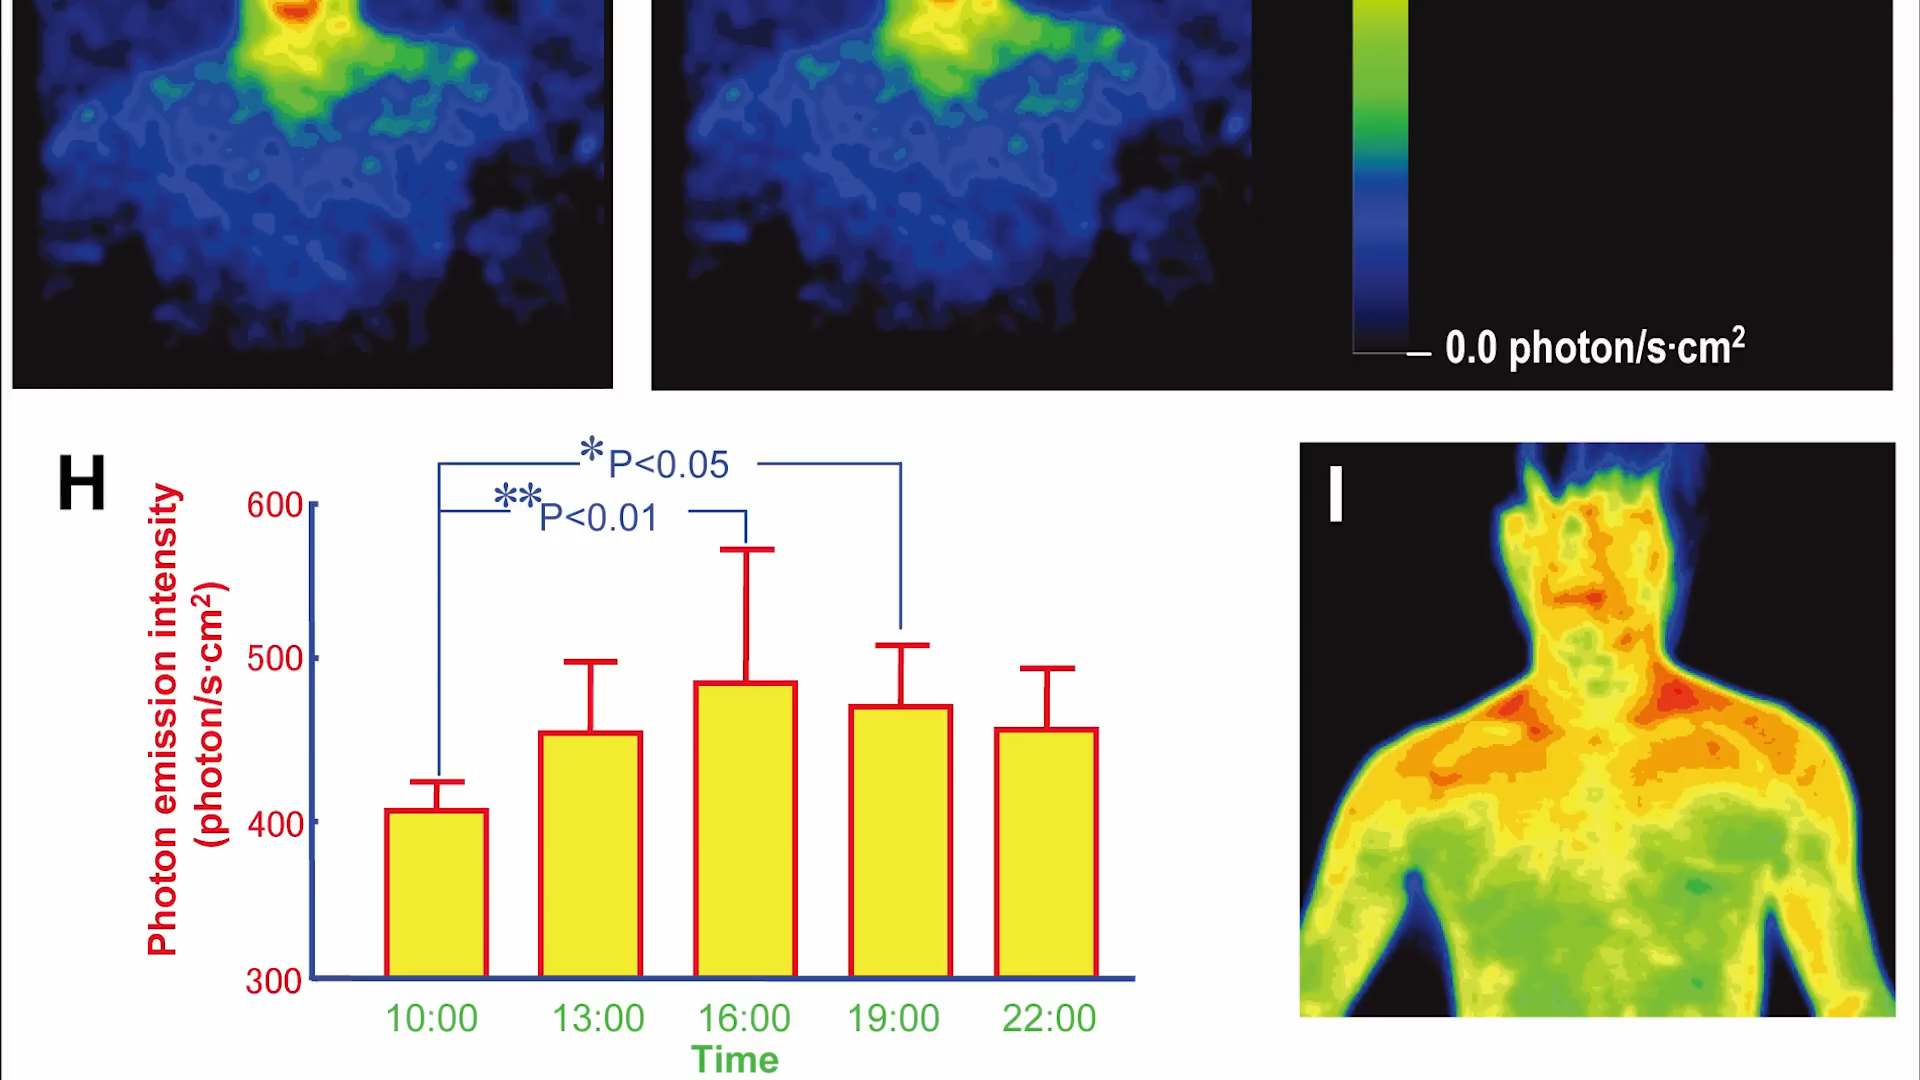 0.0 photon/s·cm²
H
I
*P<0.05
**P<0.01
Photon emission intensity
(photon/s·cm²)
600
500
400
300
10:00 13:00 16:00 19:00 22:00
Time